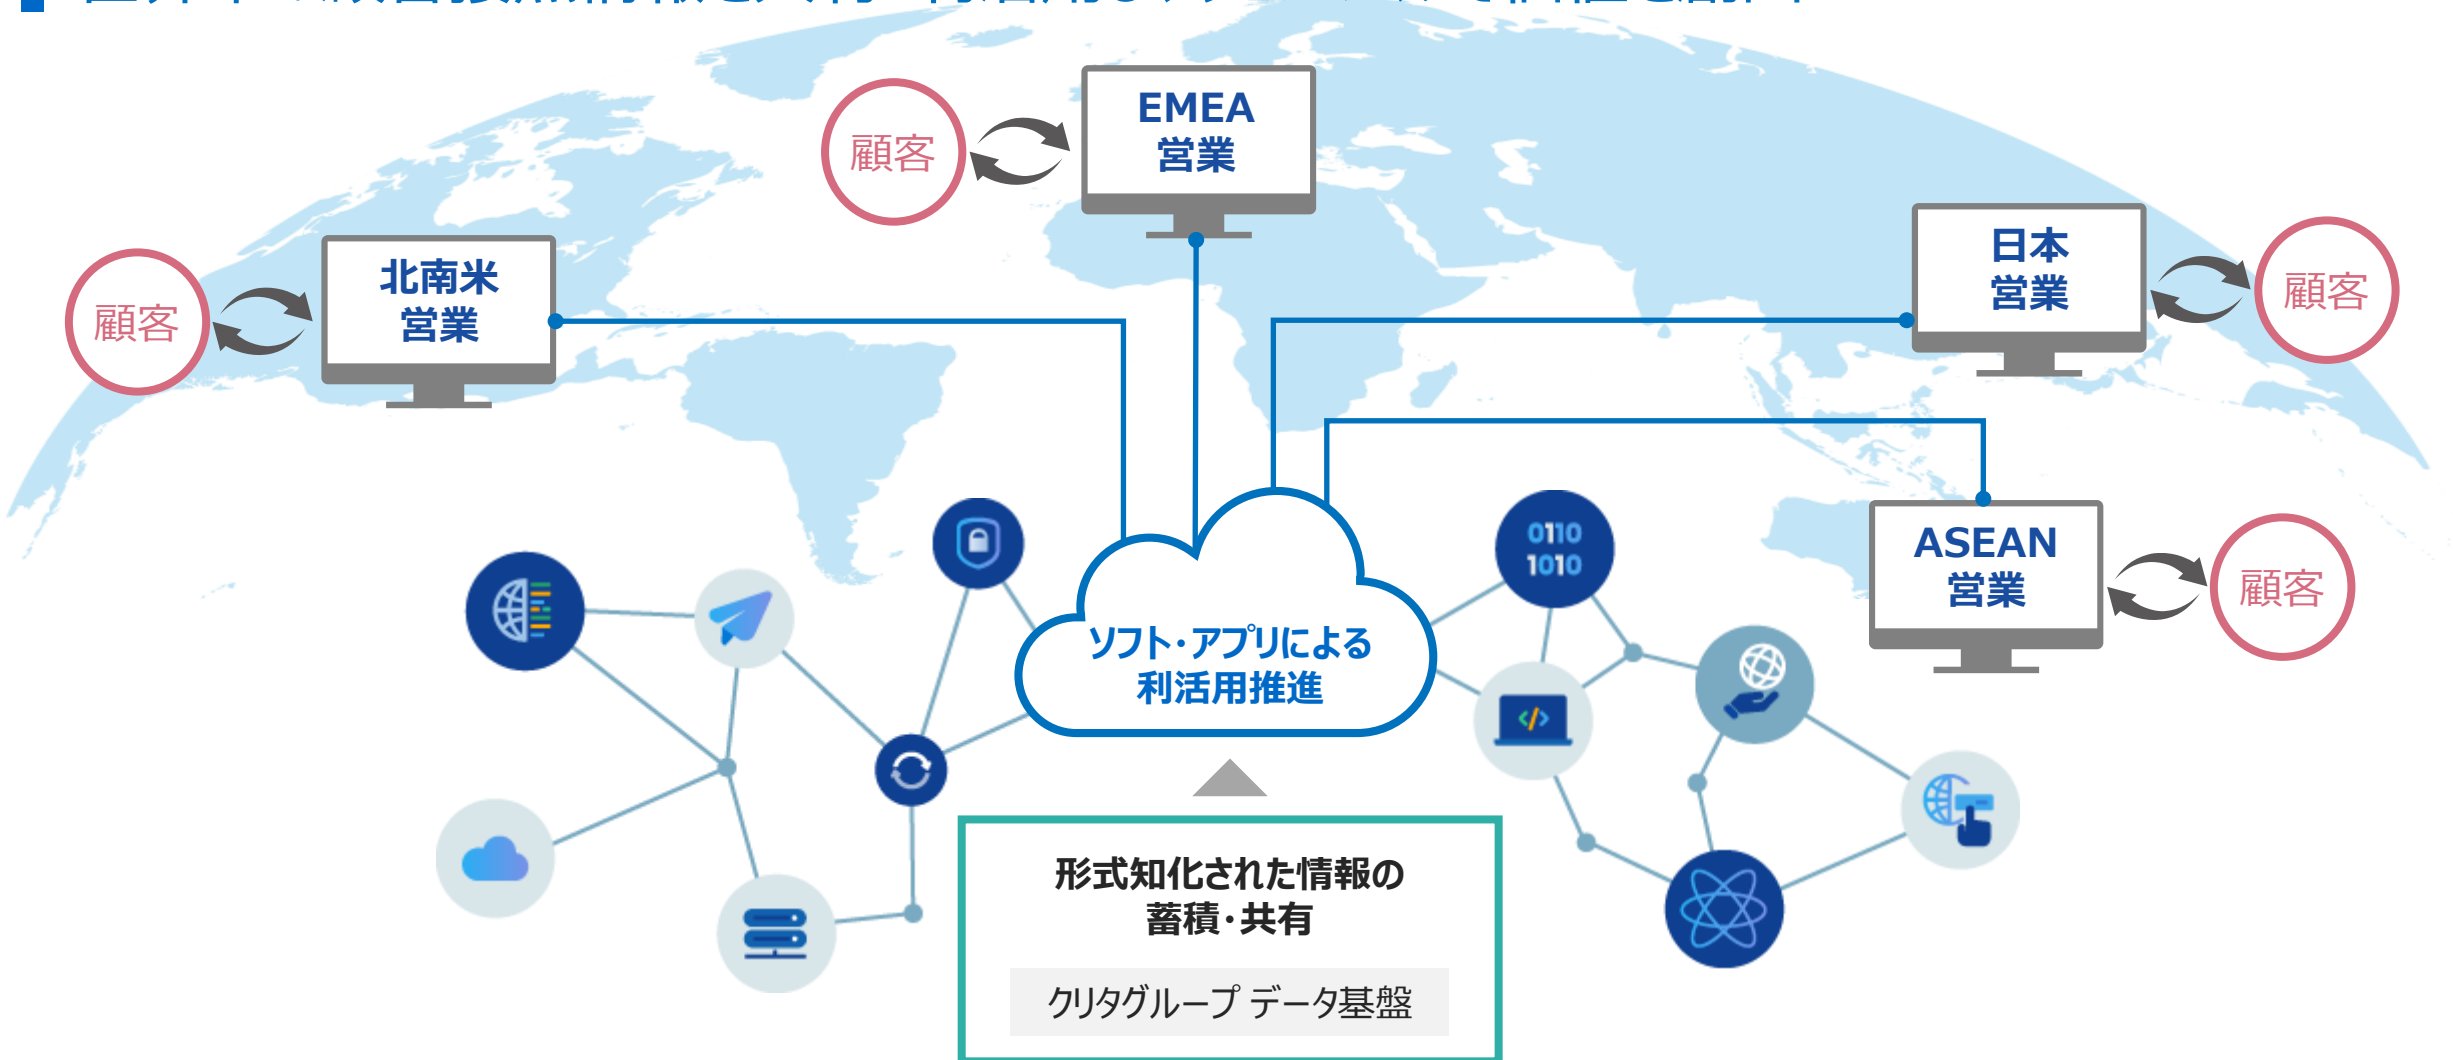 EMEA
営業
顧客
日本
営業
顧客
北南米
営業
顧客
ASEAN
営業
顧客
0110
1010
ソフト・アプリによる
利活用推進
</>
形式知化された情報の
蓄積・共有
クリタグループ データ基盤